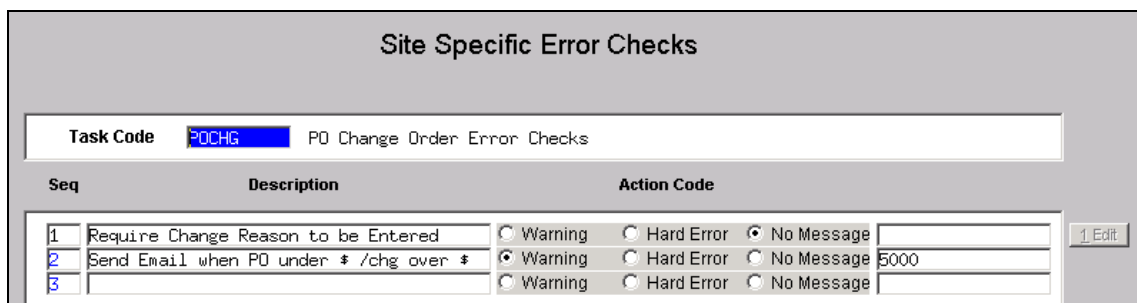 Site Specific Error Checks
Task Code POCHG PO Change Order Error Checks
Seq Description Action Code
1 Require Change Reason to be Entered Warning Hard Error No Message 1 Edit
2 Send Email when PO under $ /chg over $ Warning Hard Error No Message 5000
3 Warning Hard Error No Message